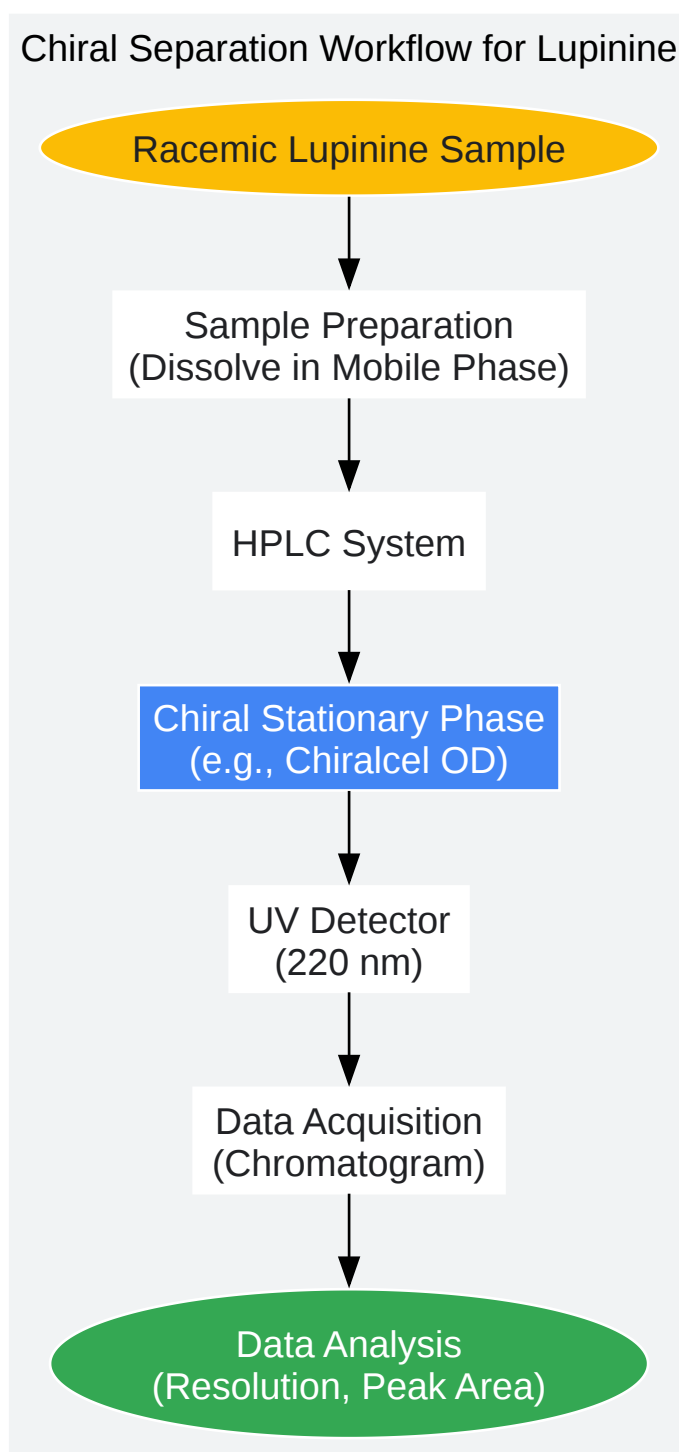 Chiral Separation Workflow for Lupinine
Racemic Lupinine Sample
Sample Preparation
(Dissolve in Mobile Phase)
HPLC System
Chiral Stationary Phase
(e.g., Chiralcel OD)
UV Detector
(220 nm)
Data Acquisition
(Chromatogram)
Data Analysis
(Resolution, Peak Area)